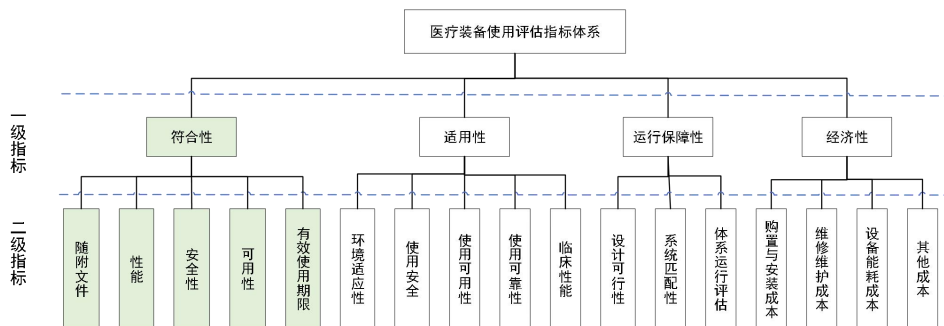 医疗装备使用评估指标体系
一级指标
符合性
适用性
运行保障性
经济性
二级指标
随附文件
性能
安全性
可用性
有效使用期限
环境适应性
使用安全
使用可用性
使用可靠性
临床性能
设计可行性
系统匹配性
体系运行评估
购置与安装成本
维修维护成本
设备能耗成本
其他成本